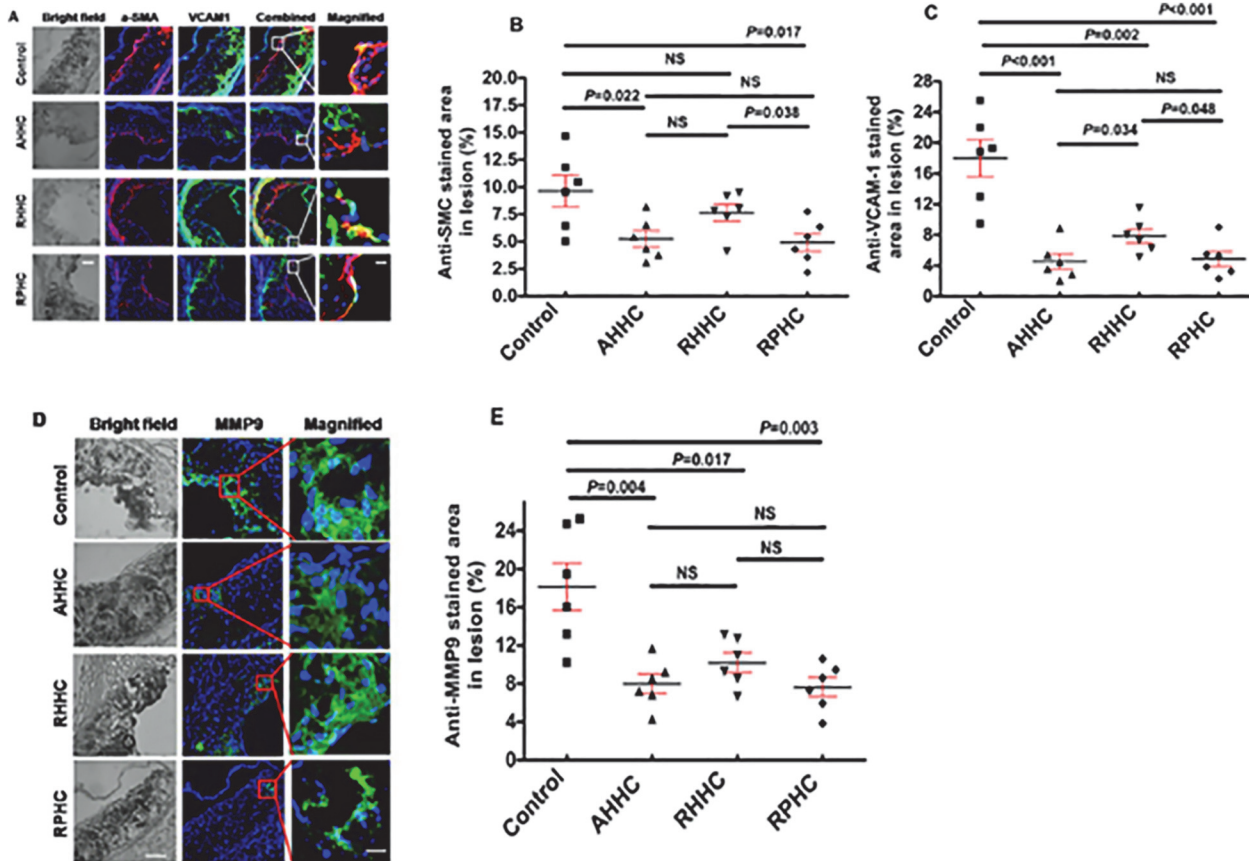 A
Bright field a-SMA VCAM1 Combined Magnified
Control
AHHC
RHHC
RPHC
B
P=0.017
NS
P=0.022
NS
NS
P=0.038
Anti-SMC stained area
in lesion (%)
20.0
17.5
15.0
12.5
10.0
7.5
5.0
2.5
0.0
Control AHHC RHHC RPHC
C
P<0.001
P=0.002
P<0.001
NS
P=0.034
P=0.048
Anti-VCAM-1 stained
area in lesion (%)
28
24
20
16
12
8
4
0
Control AHHC RHHC RPHC
D
Bright field MMP9 Magnified
Control
AHHC
RHHC
RPHC
E
P=0.003
P=0.017
P=0.004
NS
NS
NS
Anti-MMP9 stained area
in lesion (%)
24
20
16
12
8
4
0
Control AHHC RHHC RPHC